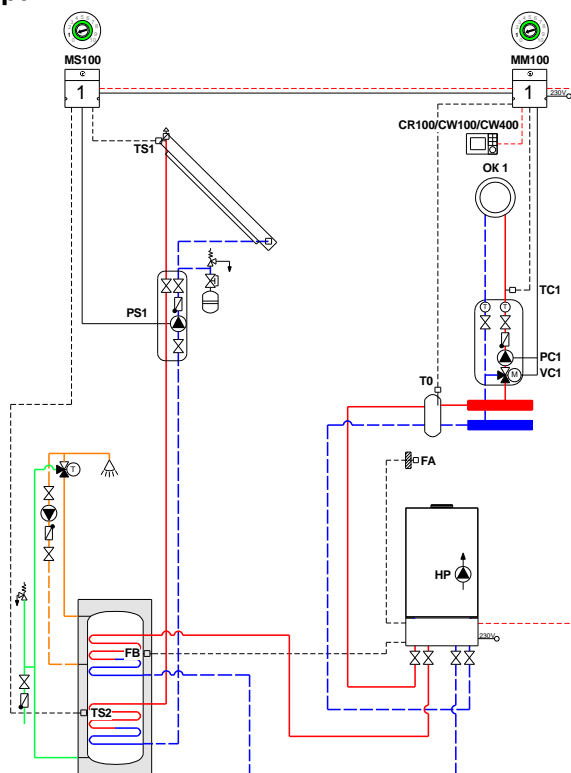 MS100
1
MM100
1
230V
CR100/CW100/CW400
TS1
OK 1
TC1
T
T
PS1
PC1
M
VC1
T0
FA
T
HP
230V
FB
TS2